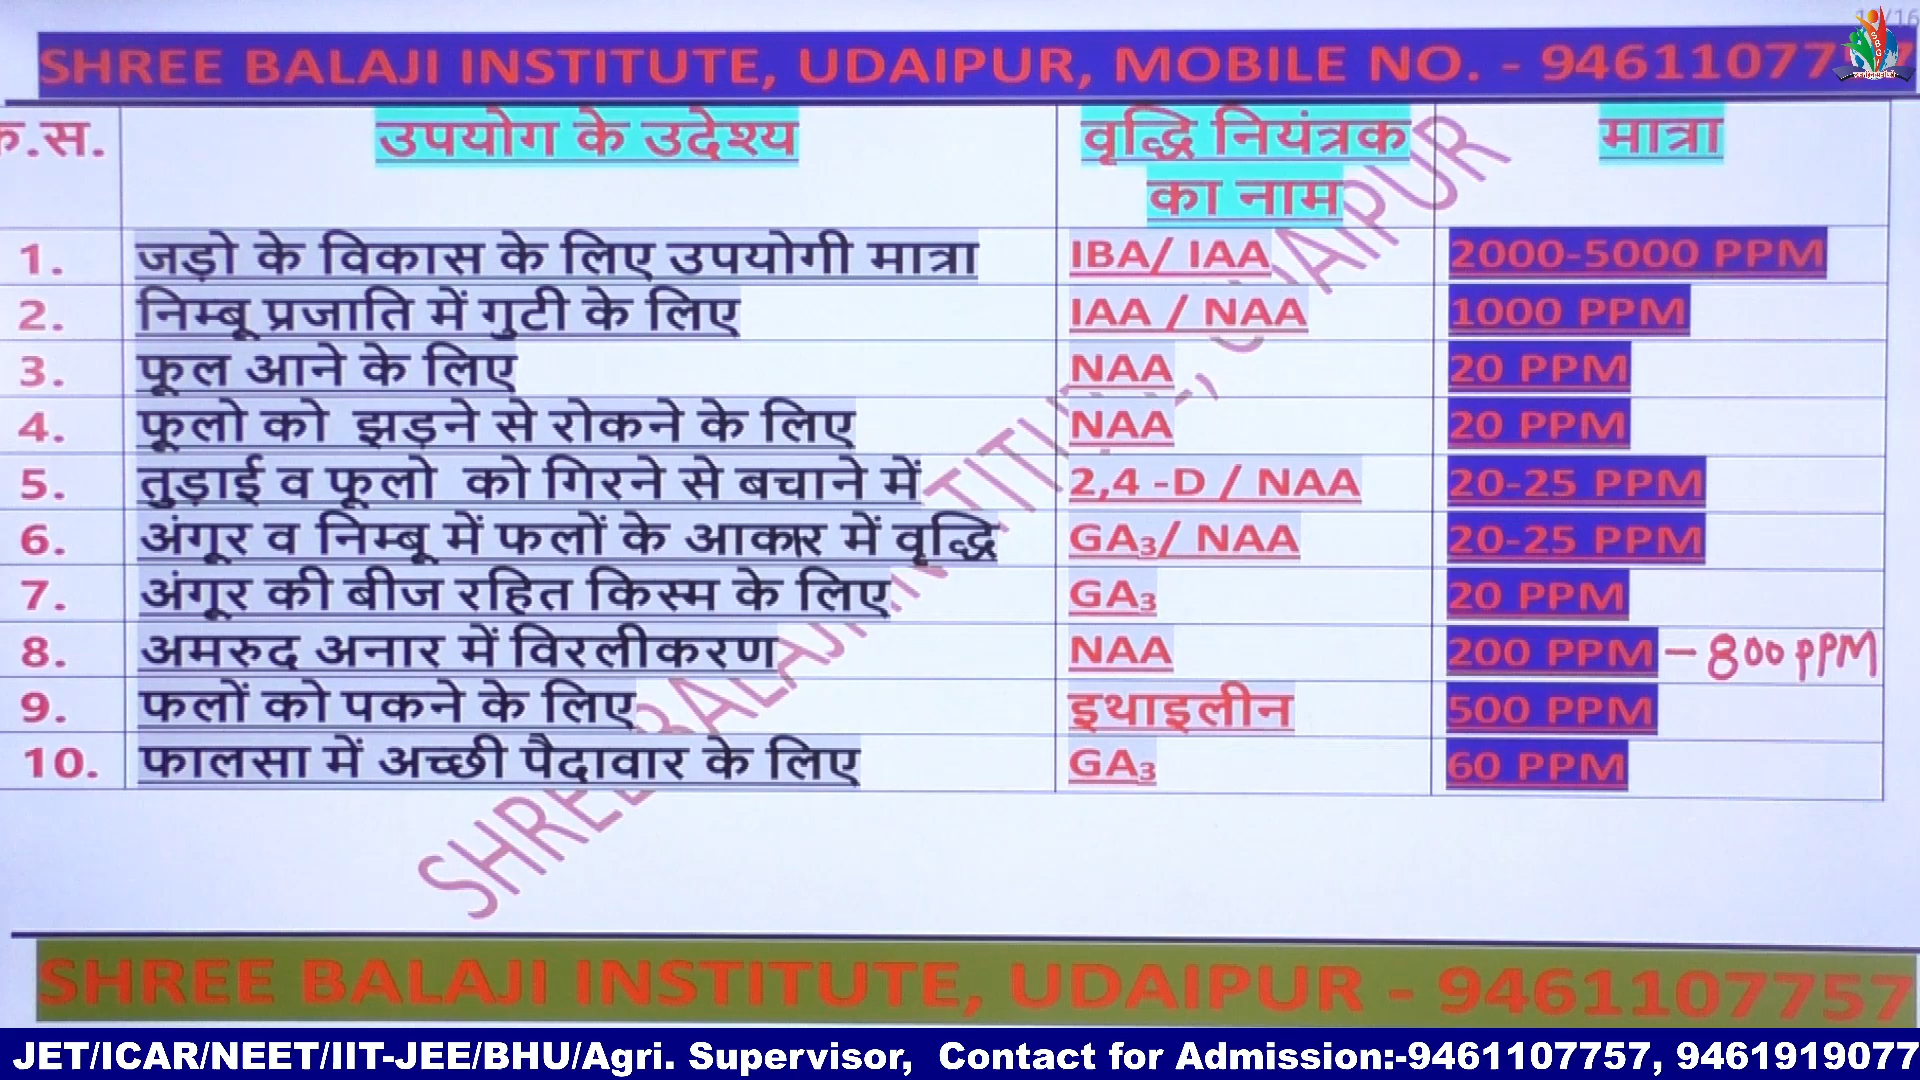 SHREE BALAJI INSTITUTE, UDAIPUR, MOBILE NO. - 9461107757
क.स. उपयोग के उदेश्य वृद्धि नियंत्रक का नाम मात्रा
1. जड़ो के विकास के लिए उपयोगी मात्रा IBA/ IAA 2000-5000 PPM
2. निम्बू प्रजाति में गुटी के लिए IAA / NAA 1000 PPM
3. फूल आने के लिए NAA 20 PPM
4. फूलो को झड़ने से रोकने के लिए NAA 20 PPM
5. तुड़ाई व फूलो को गिरने से बचाने में 2,4 -D / NAA 20-25 PPM
6. अंगूर व निम्बू में फलों के आकार में वृद्धि GA₃/ NAA 20-25 PPM
7. अंगूर की बीज रहित किस्म के लिए GA₃ 20 PPM
8. अमरुद अनार में विरलीकरण NAA 200 PPM - 800 PPM
9. फलों को पकने के लिए इथाइलीन 500 PPM
10. फालसा में अच्छी पैदावार के लिए GA₃ 60 PPM
SHREE BALAJI INSTITUTE, UDAIPUR
SHREE BALAJI INSTITUTE, UDAIPUR - 9461107757
JET/ICAR/NEET/IIT-JEE/BHU/Agri. Supervisor, Contact for Admission:-9461107757, 9461919077